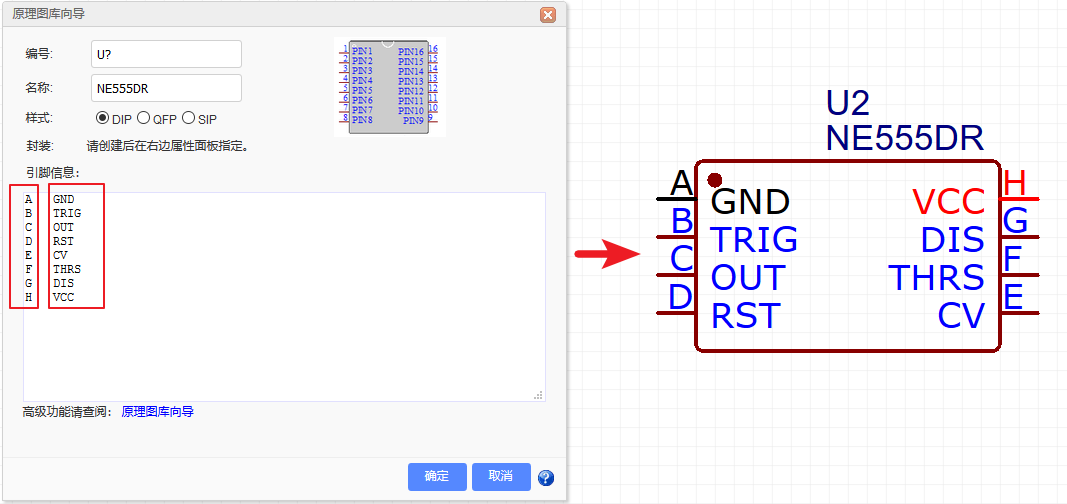 原理图库向导
编号: U?
名称: NE555DR
样式: DIP QFP SIP
封装: 请创建后在右边属性面板指定。
1 PIN1 PIN16 16
2 PIN2 PIN15 15
3 PIN3 PIN14 14
4 PIN4 PIN13 13
5 PIN5 PIN12 12
6 PIN6 PIN11 11
7 PIN7 PIN10 10
8 PIN8 PIN9 9
引脚信息:
A GND
B TRIG
C OUT
D RST
E CV
F THRS
G DIS
H VCC
高级功能请查阅: 原理图库向导
确定 取消 ?
U2
NE555DR
A GND VCC H
B TRIG DIS G
C OUT THRS F
D RST CV E